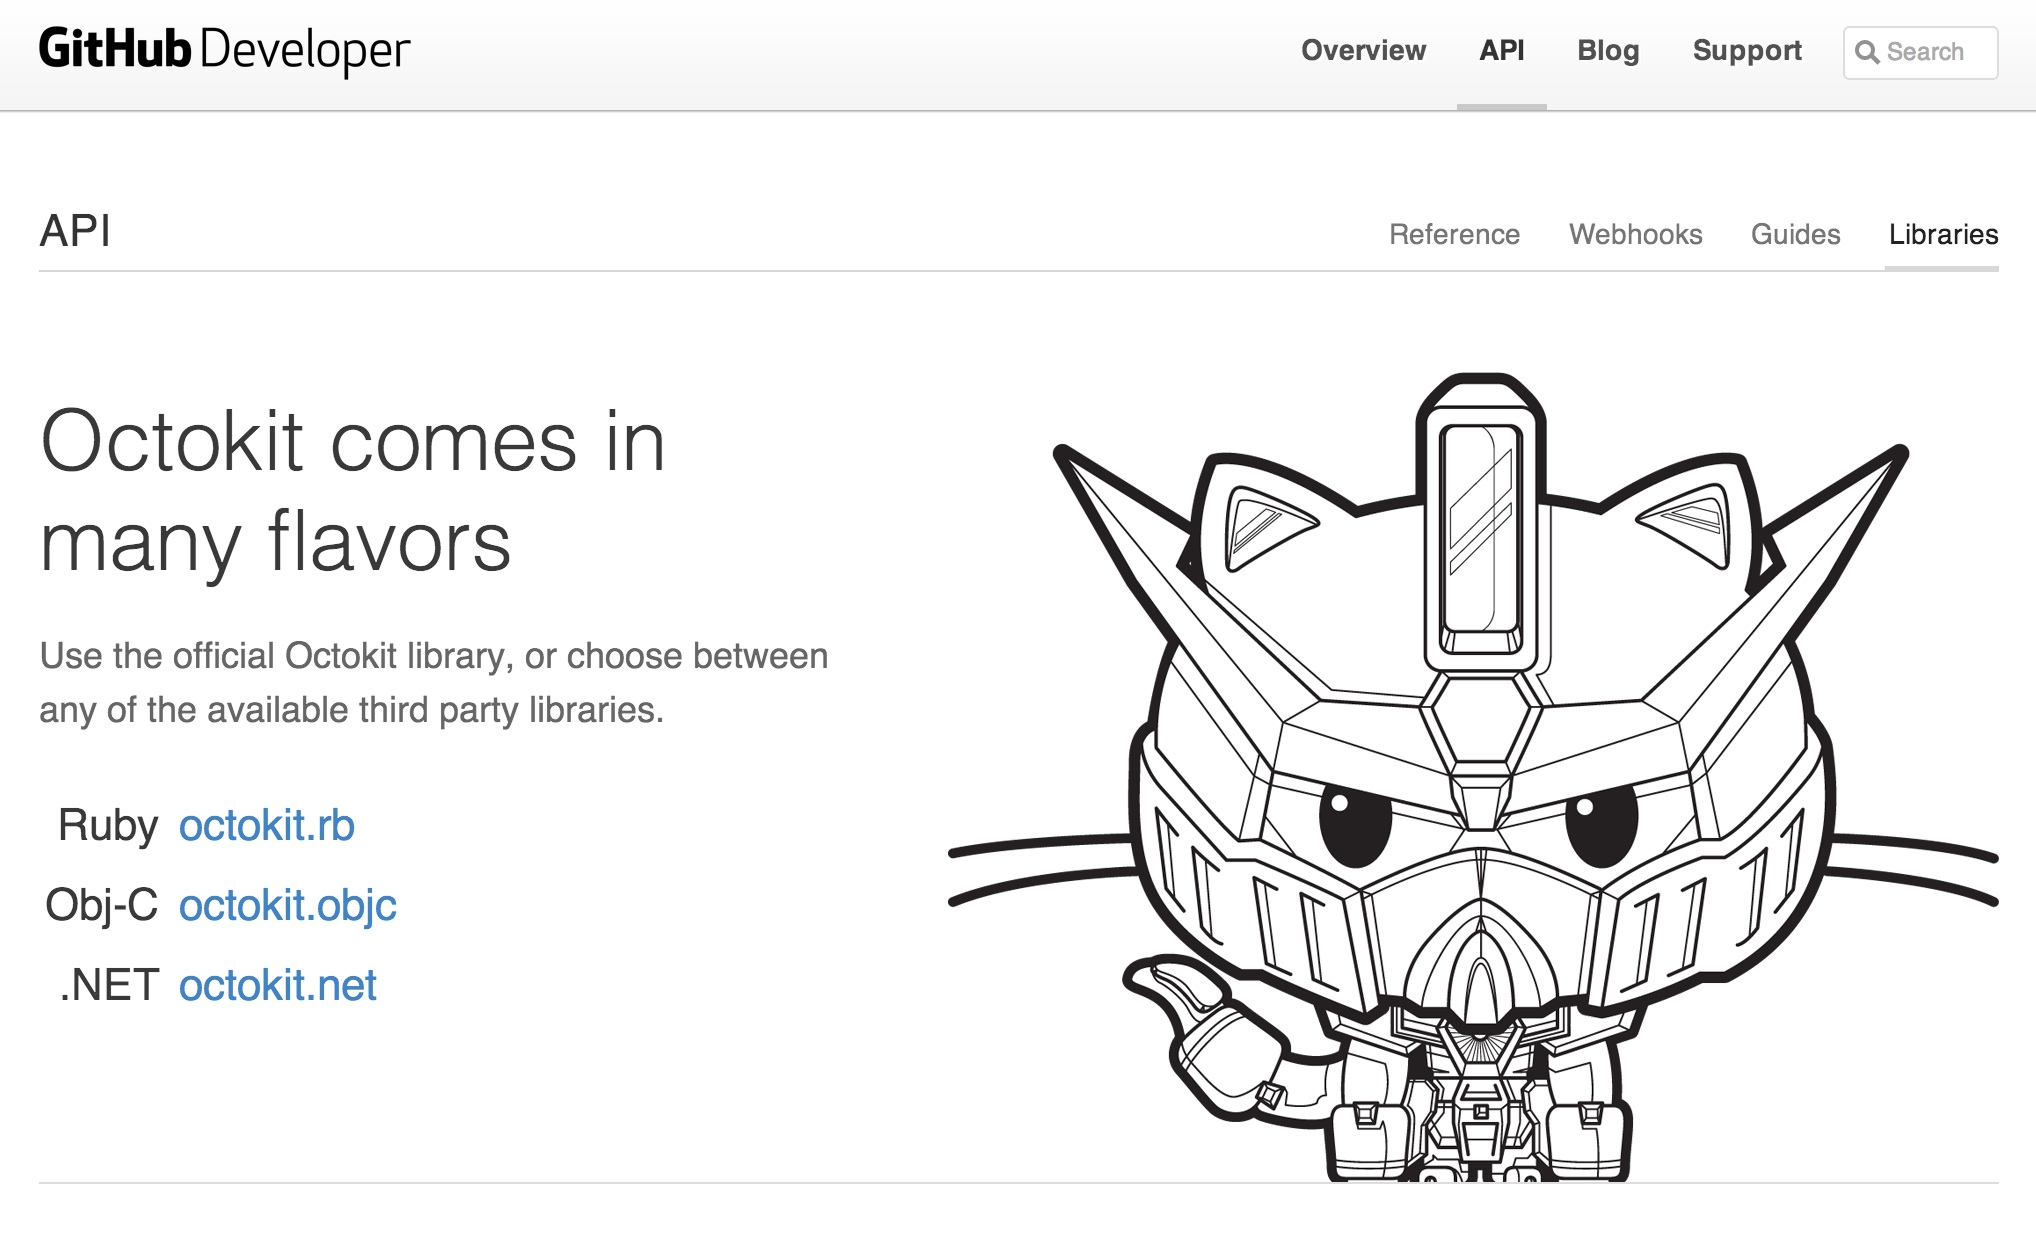 GitHub Developer
Overview API Blog Support Search
API
Reference Webhooks Guides Libraries
Octokit comes in
many flavors
Use the official Octokit library, or choose between
any of the available third party libraries.
Ruby octokit.rb
Obj-C octokit.objc
.NET octokit.net